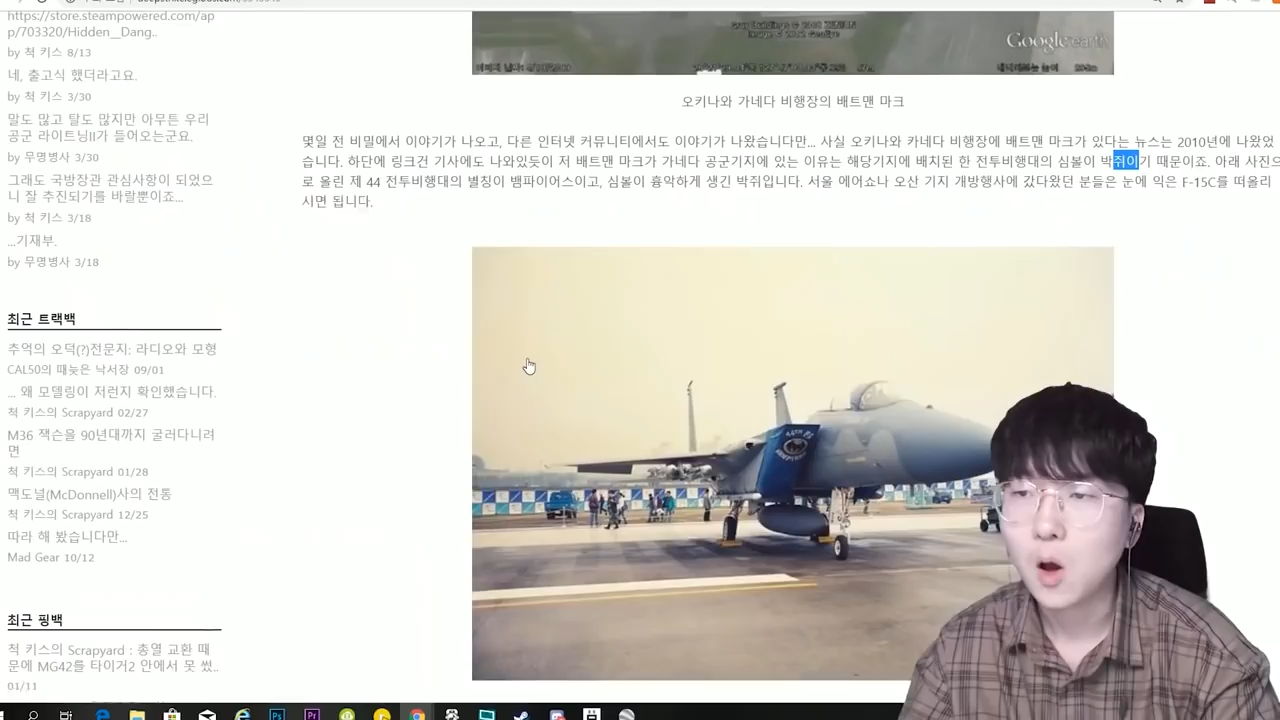 https://store.steampowered.com/ap
p/703320/Hidden_Dang..
by 척 키스 8/13
네, 출고식 했더라고요.
by 척 키스 3/30
말도 많고 탈도 많지만 아무튼 우리
공군 라이트닝II가 들어오는군요.
by 무명병사 3/30
그래도 국방장관 관심사항이 되었으
니 잘 추진되기를 바랄뿐이죠...
by 척 키스 3/18
...기재부.
by 무명병사 3/18
최근 트랙백
추억의 오덕(?)전문지: 라디오와 모형
CAL50의 때늦은 낙서장 09/01
... 왜 모델링이 저런지 확인했습니다.
척 키스의 Scrapyard 02/27
M36 잭슨을 90년대까지 굴러다니려
면
척 키스의 Scrapyard 01/28
맥도널(McDonnell)사의 전통
척 키스의 Scrapyard 12/25
따라 해 봤습니다만...
Mad Gear 10/12
최근 핑백
척 키스의 Scrapyard : 총열 교환 때
문에 MG42를 타이거2 안에서 못 썼..
01/11
Google earth
오키나와 가네다 비행장의 배트맨 마크
몇일 전 비밀에서 이야기가 나오고, 다른 인터넷 커뮤니티에서도 이야기가 나왔습니다만... 사실 오키나와 카네다 비행장에 배트맨 마크가 있다는 뉴스는 2010년에 나왔었
습니다. 하단에 링크건 기사에도 나와있듯이 저 배트맨 마크가 가네다 공군기지에 있는 이유는 해당기지에 배치된 한 전투비행대의 심볼이 박쥐이기 때문이죠. 아래 사진으
로 올린 제 44 전투비행대의 별칭이 뱀파이어스이고, 심볼이 흉악하게 생긴 박쥐입니다. 서울 에어쇼나 오산 기지 개방행사에 갔다왔던 분들은 눈에 익은 F-15C를 떠올리
시면 됩니다.